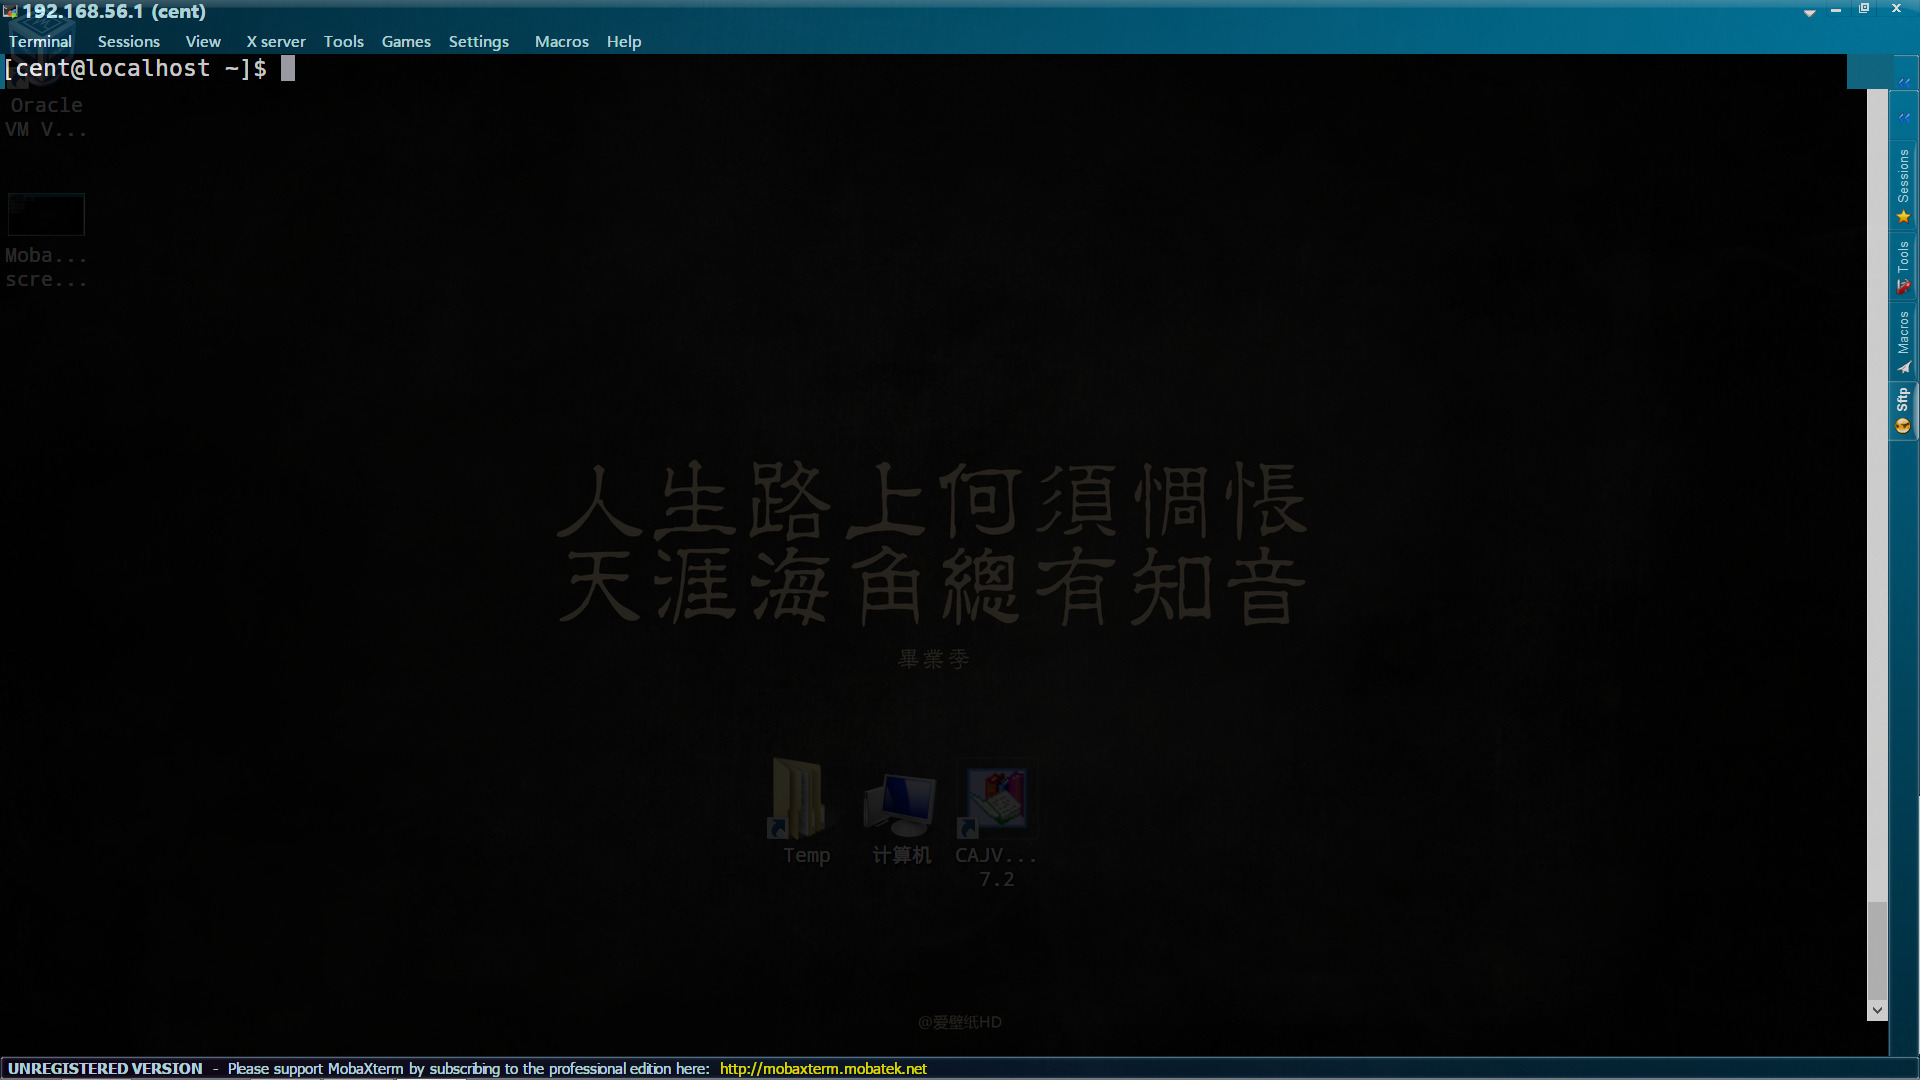 192.168.56.1 (cent)
Terminal Sessions View X server Tools Games Settings Macros Help
[cent@localhost ~]$
Oracle
VM V...
Moba...
scre...
Sessions
Tools
Macros
Sftp
人生路上何須惆悵
天涯海角總有知音
畢業季
Temp 计算机 CAJV...
7.2
@爱壁纸HD
UNREGISTERED VERSION - Please support MobaXterm by subscribing to the professional edition here: http://mobaxterm.mobatek.net